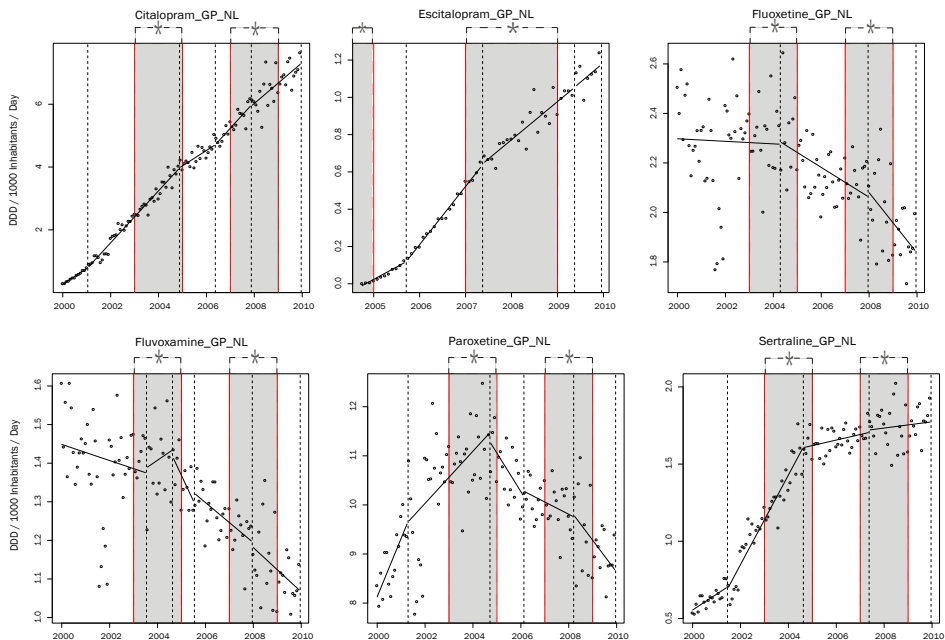 Citalopram_GP_NL Escitalopram_GP_NL Fluoxetine_GP_NL
* * * * * *
DDD / 1000 Inhabitants / Day
6
4
2
2000 2002 2004 2006 2008 2010
1.2
1.0
0.8
0.6
0.4
0.2
0.0
2005 2006 2007 2008 2009 2010
2.6
2.4
2.2
2.0
1.8
2000 2002 2004 2006 2008 2010
Fluvoxamine_GP_NL Paroxetine_GP_NL Sertraline_GP_NL
* * * * * *
DDD / 1000 Inhabitants / Day
1.6
1.5
1.4
1.3
1.2
1.1
1.0
2000 2002 2004 2006 2008 2010
12
11
10
9
8
2000 2002 2004 2006 2008 2010
2.0
1.5
1.0
0.5
2000 2002 2004 2006 2008 2010